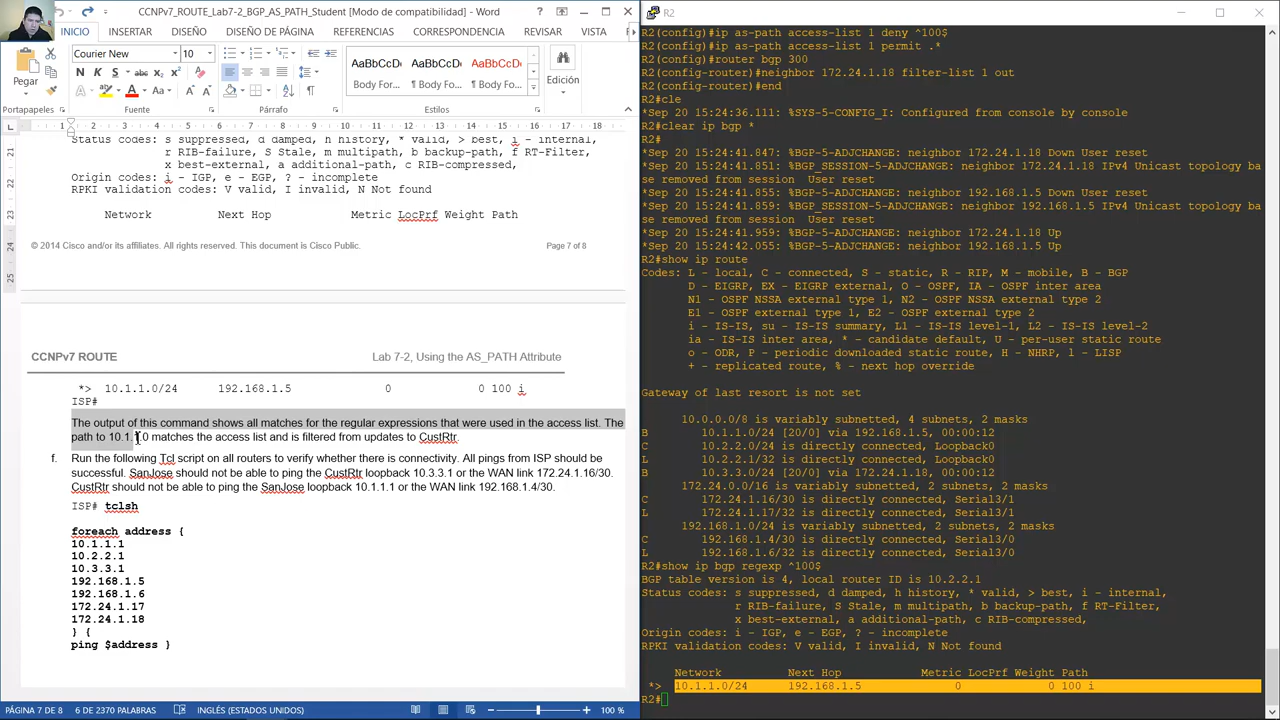 CCNPv7_ROUTE_Lab7-2_BGP_AS_PATH_Student [Modo de compatibilidad] - Word
INICIO
INSERTAR
DISEÑO DE PÁGINA
REFERENCIAS
CORRESPONDENCIA
REVISAR
VISTA
Pegar
Courier New
10
N K S abc x₂ x²
AaBbCcDc
AaBbCcDc
AaBbCcDc
Body For...
Body For...
Body For...
Edición
Portapapeles
Fuente
Párrafo
Estilos
1 1 2 3 4 5 6 7 8 9 10 11 12 13 14 15 16 17 18
Status codes: s suppressed, d damped, h history, * valid, > best, i - internal,
r RIB-failure, S Stale, m multipath, b backup-path, f RT-Filter,
x best-external, a additional-path, c RIB-compressed,
Origin codes: i - IGP, e - EGP, ? - incomplete
RPKI validation codes: V valid, I invalid, N Not found
Network Next Hop Metric LocPrf Weight Path
© 2014 Cisco and/or its affiliates. All rights reserved. This document is Cisco Public. Page 7 of 8
CCNPv7 ROUTE Lab 7-2, Using the AS_PATH Attribute
*> 10.1.1.0/24 192.168.1.5 0 0 100 i
ISP#
The output of this command shows all matches for the regular expressions that were used in the access list. The
path to 10.1.1.0 matches the access list and is filtered from updates to CustRtr.
f. Run the following Tcl script on all routers to verify whether there is connectivity. All pings from ISP should be
successful. SanJose should not be able to ping the CustRtr loopback 10.3.3.1 or the WAN link 172.24.1.16/30.
CustRtr should not be able to ping the SanJose loopback 10.1.1.1 or the WAN link 192.168.1.4/30.
ISP# tclsh
foreach address {
10.1.1.1
10.2.2.1
10.3.3.1
192.168.1.5
192.168.1.6
172.24.1.17
172.24.1.18
} {
ping $address }
PÁGINA 7 DE 8
6 DE 2370 PALABRAS
INGLÉS (ESTADOS UNIDOS)
100 %
R2
R2(config)#ip as-path access-list 1 deny ^100$
R2(config)#ip as-path access-list 1 permit .*
R2(config)#router bgp 300
R2(config-router)#neighbor 172.24.1.18 filter-list 1 out
R2(config-router)#end
R2#cle
*Sep 20 15:24:36.111: %SYS-5-CONFIG_I: Configured from console by console
R2#clear ip bgp *
R2#
*Sep 20 15:24:41.847: %BGP-5-ADJCHANGE: neighbor 172.24.1.18 Down User reset
*Sep 20 15:24:41.851: %BGP_SESSION-5-ADJCHANGE: neighbor 172.24.1.18 IPv4 Unicast topology ba
se removed from session User reset
*Sep 20 15:24:41.855: %BGP-5-ADJCHANGE: neighbor 192.168.1.5 Down User reset
*Sep 20 15:24:41.859: %BGP_SESSION-5-ADJCHANGE: neighbor 192.168.1.5 IPv4 Unicast topology ba
se removed from session User reset
*Sep 20 15:24:41.959: %BGP-5-ADJCHANGE: neighbor 172.24.1.18 Up
*Sep 20 15:24:42.055: %BGP-5-ADJCHANGE: neighbor 192.168.1.5 Up
R2#show ip route
Codes: L - local, C - connected, S - static, R - RIP, M - mobile, B - BGP
D - EIGRP, EX - EIGRP external, O - OSPF, IA - OSPF inter area
N1 - OSPF NSSA external type 1, N2 - OSPF NSSA external type 2
E1 - OSPF external type 1, E2 - OSPF external type 2
i - IS-IS, su - IS-IS summary, L1 - IS-IS level-1, L2 - IS-IS level-2
ia - IS-IS inter area, * - candidate default, U - per-user static route
o - ODR, P - periodic downloaded static route, H - NHRP, l - LISP
+ - replicated route, % - next hop override
Gateway of last resort is not set
10.0.0.0/8 is variably subnetted, 4 subnets, 2 masks
B 10.1.1.0/24 [20/0] via 192.168.1.5, 00:00:12
C 10.2.2.0/24 is directly connected, Loopback0
L 10.2.2.1/32 is directly connected, Loopback0
B 10.3.3.0/24 [20/0] via 172.24.1.18, 00:00:12
172.24.0.0/16 is variably subnetted, 2 subnets, 2 masks
C 172.24.1.16/30 is directly connected, Serial3/1
L 172.24.1.17/32 is directly connected, Serial3/1
192.168.1.0/24 is variably subnetted, 2 subnets, 2 masks
C 192.168.1.4/30 is directly connected, Serial3/0
L 192.168.1.6/32 is directly connected, Serial3/0
R2#show ip bgp regexp ^100$
BGP table version is 4, local router ID is 10.2.2.1
Status codes: s suppressed, d damped, h history, * valid, > best, i - internal,
r RIB-failure, S Stale, m multipath, b backup-path, f RT-Filter,
x best-external, a additional-path, c RIB-compressed,
Origin codes: i - IGP, e - EGP, ? - incomplete
RPKI validation codes: V valid, I invalid, N Not found
Network Next Hop Metric LocPrf Weight Path
*> 10.1.1.0/24 192.168.1.5 0 0 100 i
R2#